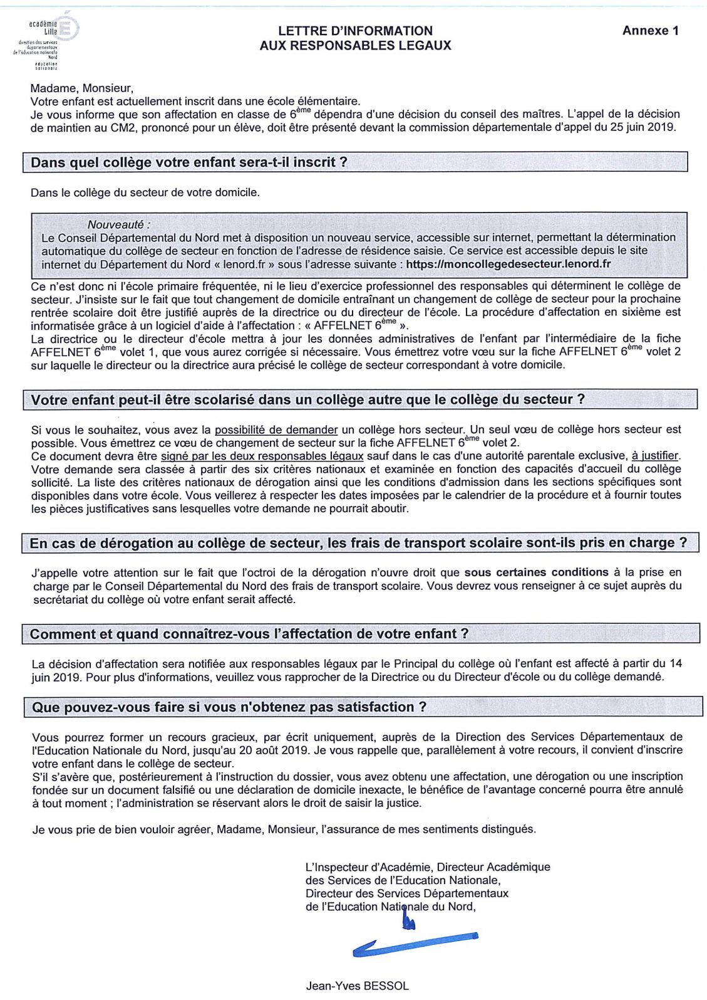 académie
Lille
direction des services
départementaux
de l'éducation nationale
Nord
éducation
nationale
LETTRE D'INFORMATION
AUX RESPONSABLES LEGAUX
Annexe 1
Madame, Monsieur,
Votre enfant est actuellement inscrit dans une école élémentaire.
Je vous informe que son affectation en classe de 6ème dépendra d'une décision du conseil des maîtres. L'appel de la décision
de maintien au CM2, prononcé pour un élève, doit être présenté devant la commission départementale d'appel du 25 juin 2019.
Dans quel collège votre enfant sera-t-il inscrit ?
Dans le collège du secteur de votre domicile.
Nouveauté :
Le Conseil Départemental du Nord met à disposition un nouveau service, accessible sur internet, permettant la détermination
automatique du collège de secteur en fonction de l'adresse de résidence saisie. Ce service est accessible depuis le site
internet du Département du Nord « lenord.fr » sous l'adresse suivante : https://moncollegedesecteur.lenord.fr
Ce n'est donc ni l'école primaire fréquentée, ni le lieu d'exercice professionnel des responsables qui déterminent le collège de
secteur. J'insiste sur le fait que tout changement de domicile entraînant un changement de collège de secteur pour la prochaine
rentrée scolaire doit être justifié auprès de la directrice ou du directeur de l'école. La procédure d'affectation en sixième est
informatisée grâce à un logiciel d'aide à l'affectation : « AFFELNET 6ème ».
La directrice ou le directeur d'école mettra à jour les données administratives de l'enfant par l'intermédiaire de la fiche
AFFELNET 6ème volet 1, que vous aurez corrigée si nécessaire. Vous émettrez votre vœu sur la fiche AFFELNET 6ème volet 2
sur laquelle le directeur ou la directrice aura précisé le collège de secteur correspondant à votre domicile.
Votre enfant peut-il être scolarisé dans un collège autre que le collège du secteur ?
Si vous le souhaitez, vous avez la possibilité de demander un collège hors secteur. Un seul vœu de collège hors secteur est
possible. Vous émettrez ce vœu de changement de secteur sur la fiche AFFELNET 6ème volet 2.
Ce document devra être signé par les deux responsables légaux sauf dans le cas d'une autorité parentale exclusive, à justifier.
Votre demande sera classée à partir des six critères nationaux et examinée en fonction des capacités d'accueil du collège
sollicité. La liste des critères nationaux de dérogation ainsi que les conditions d'admission dans les sections spécifiques sont
disponibles dans votre école. Vous veillerez à respecter les dates imposées par le calendrier de la procédure et à fournir toutes
les pièces justificatives sans lesquelles votre demande ne pourrait aboutir.
En cas de dérogation au collège de secteur, les frais de transport scolaire sont-ils pris en charge ?
J'appelle votre attention sur le fait que l'octroi de la dérogation n'ouvre droit que sous certaines conditions à la prise en
charge par le Conseil Départemental du Nord des frais de transport scolaire. Vous devrez vous renseigner à ce sujet auprès du
secrétariat du collège où votre enfant serait affecté.
Comment et quand connaîtrez-vous l'affectation de votre enfant ?
La décision d'affectation sera notifiée aux responsables légaux par le Principal du collège où l'enfant est affecté à partir du 14
juin 2019. Pour plus d'informations, veuillez vous rapprocher de la Directrice ou du Directeur d'école ou du collège demandé.
Que pouvez-vous faire si vous n'obtenez pas satisfaction ?
Vous pourrez former un recours gracieux, par écrit uniquement, auprès de la Direction des Services Départementaux de
l'Education Nationale du Nord, jusqu'au 20 août 2019. Je vous rappelle que, parallèlement à votre recours, il convient d'inscrire
votre enfant dans le collège de secteur.
S'il s'avère que, postérieurement à l'instruction du dossier, vous avez obtenu une affectation, une dérogation ou une inscription
fondée sur un document falsifié ou une déclaration de domicile inexacte, le bénéfice de l'avantage concerné pourra être annulé
à tout moment ; l'administration se réservant alors le droit de saisir la justice.
Je vous prie de bien vouloir agréer, Madame, Monsieur, l'assurance de mes sentiments distingués.
L'Inspecteur d'Académie, Directeur Académique
des Services de l'Education Nationale,
Directeur des Services Départementaux
de l'Education Nationale du Nord,
Jean-Yves BESSOL